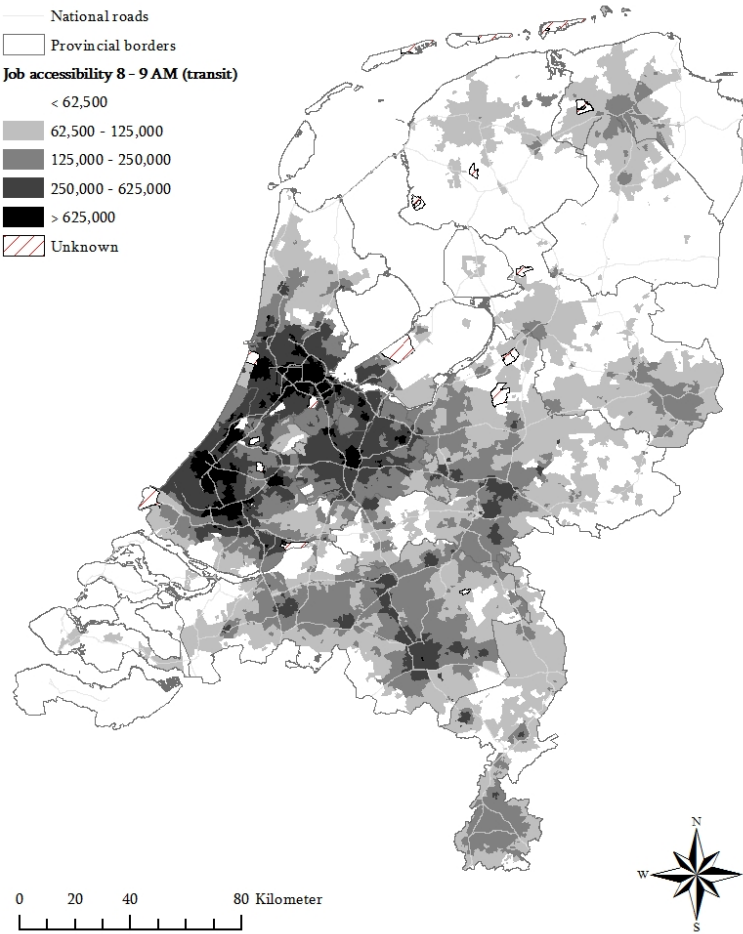 National roads
Provincial borders
Job accessibility 8 - 9 AM (transit)
< 62,500
62,500 - 125,000
125,000 - 250,000
250,000 - 625,000
> 625,000
Unknown
N
W E
S
0 20 40 80 Kilometer